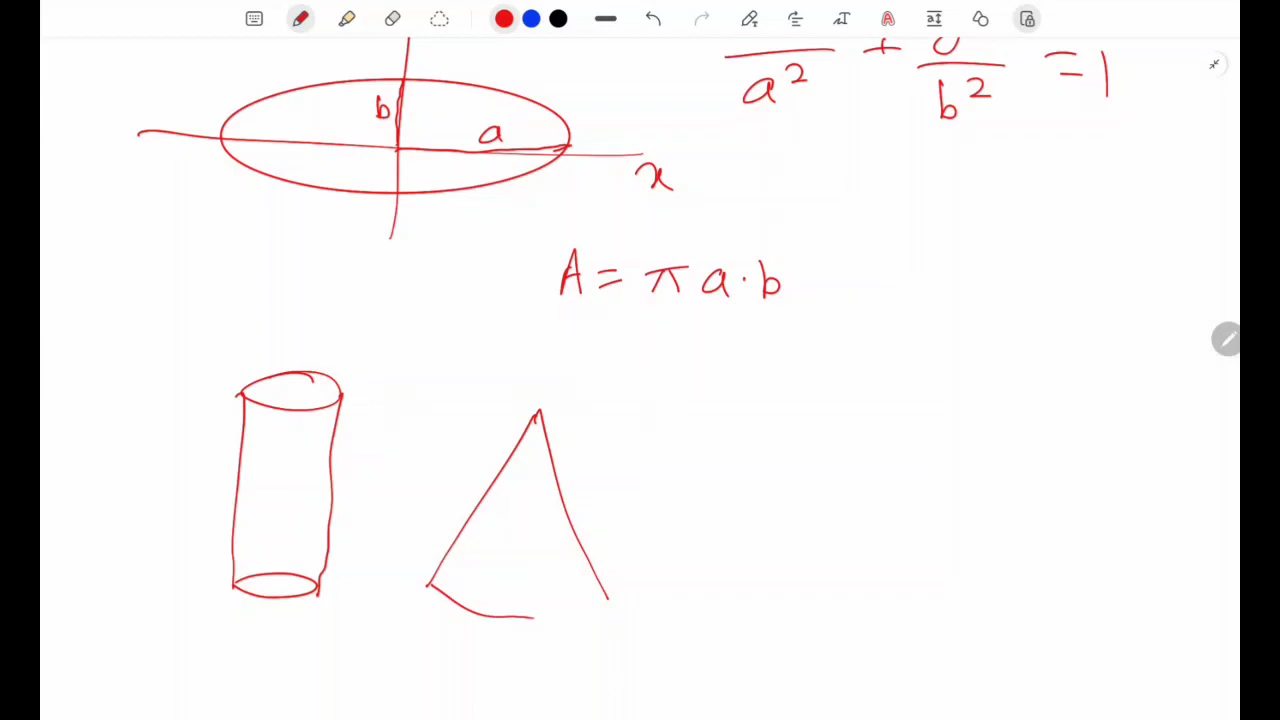 a² + b² = 1
b
a
x
A = π a · b